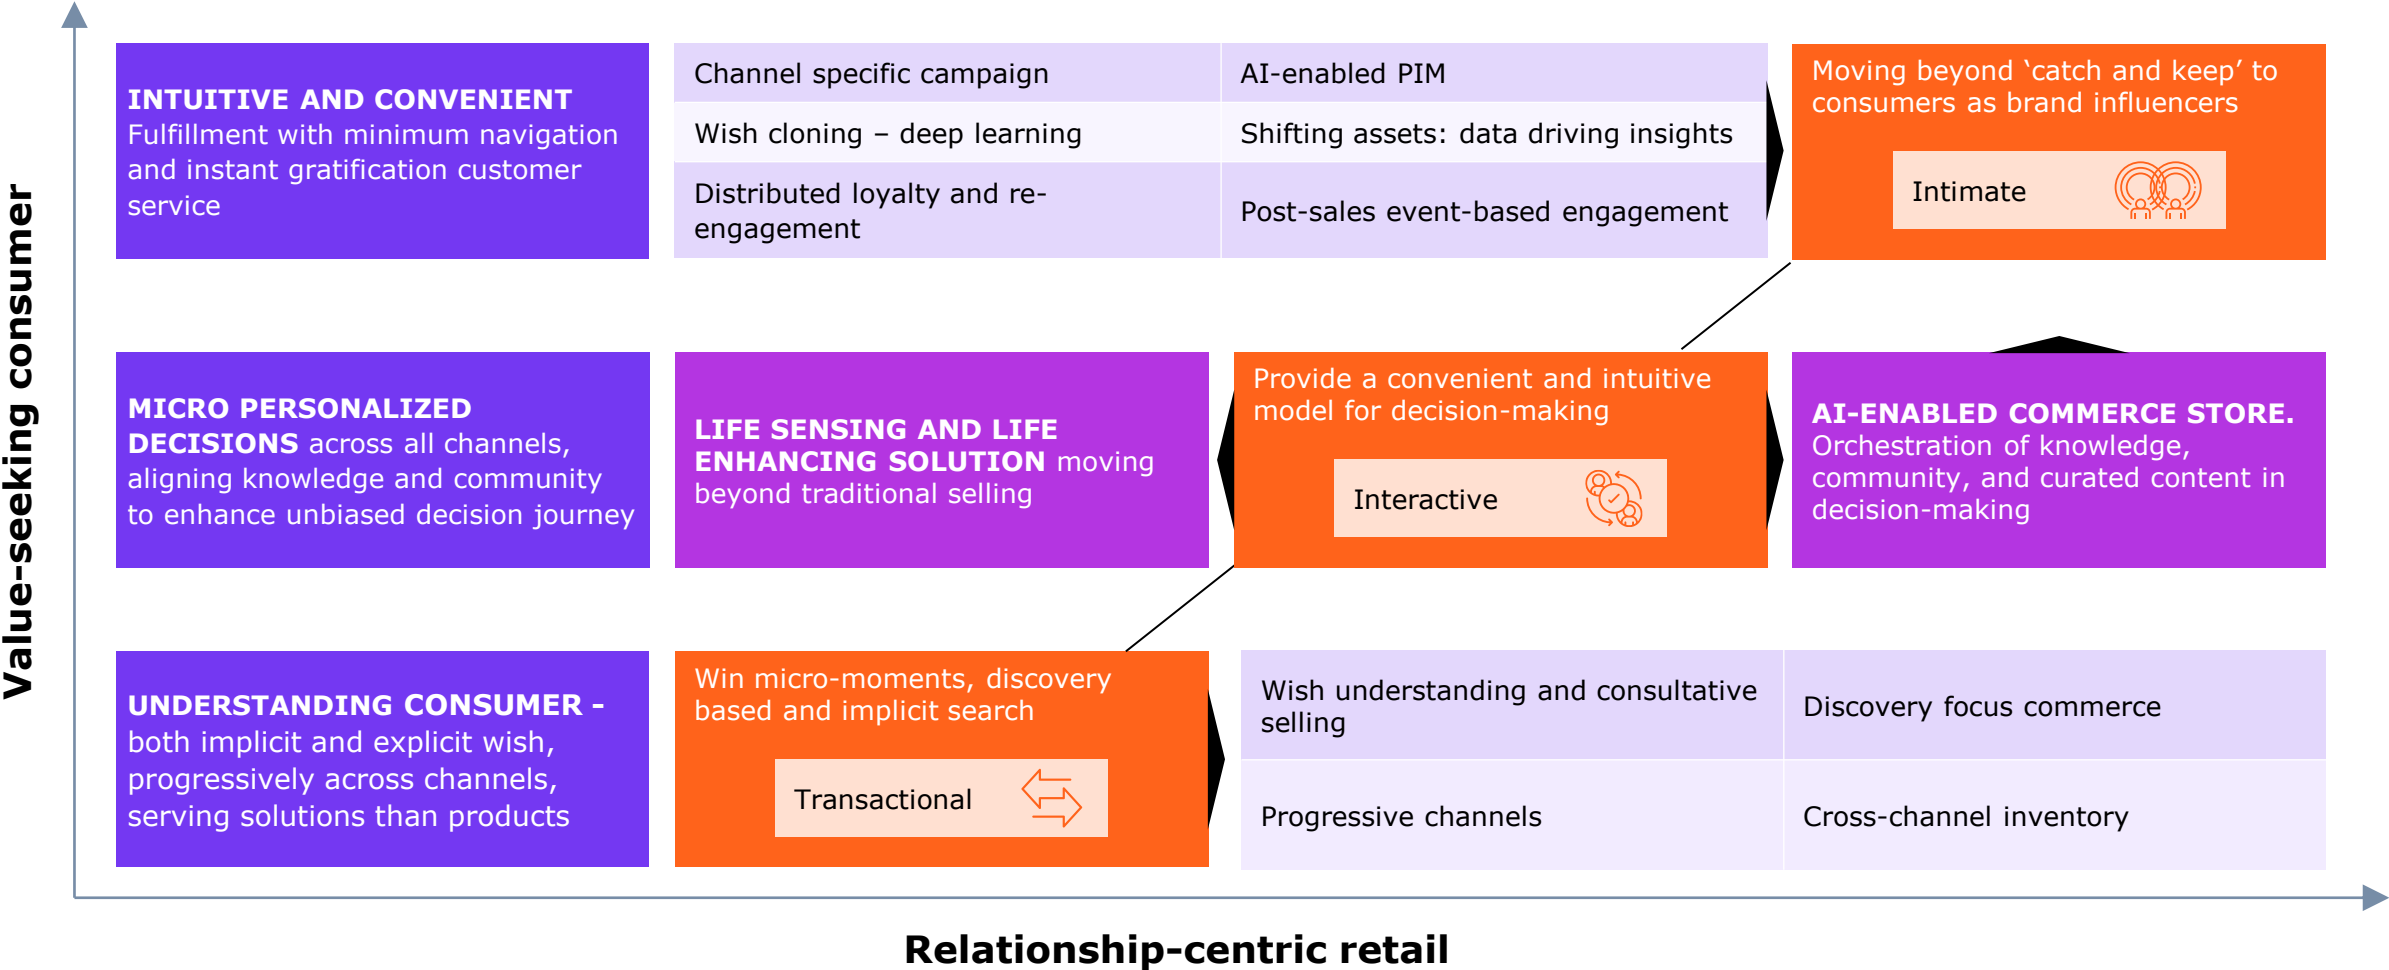 Value-seeking consumer
INTUITIVE AND CONVENIENT
Fulfillment with minimum navigation
and instant gratification customer
service
Channel specific campaign
AI-enabled PIM
Wish cloning – deep learning
Shifting assets: data driving insights
Distributed loyalty and re-
engagement
Post-sales event-based engagement
Moving beyond ‘catch and keep’ to
consumers as brand influencers
Intimate
MICRO PERSONALIZED
DECISIONS across all channels,
aligning knowledge and community
to enhance unbiased decision journey
LIFE SENSING AND LIFE
ENHANCING SOLUTION moving
beyond traditional selling
Provide a convenient and intuitive
model for decision-making
Interactive
AI-ENABLED COMMERCE STORE.
Orchestration of knowledge,
community, and curated content in
decision-making
UNDERSTANDING CONSUMER -
both implicit and explicit wish,
progressively across channels,
serving solutions than products
Win micro-moments, discovery
based and implicit search
Transactional
Wish understanding and consultative
selling
Discovery focus commerce
Progressive channels
Cross-channel inventory
Relationship-centric retail